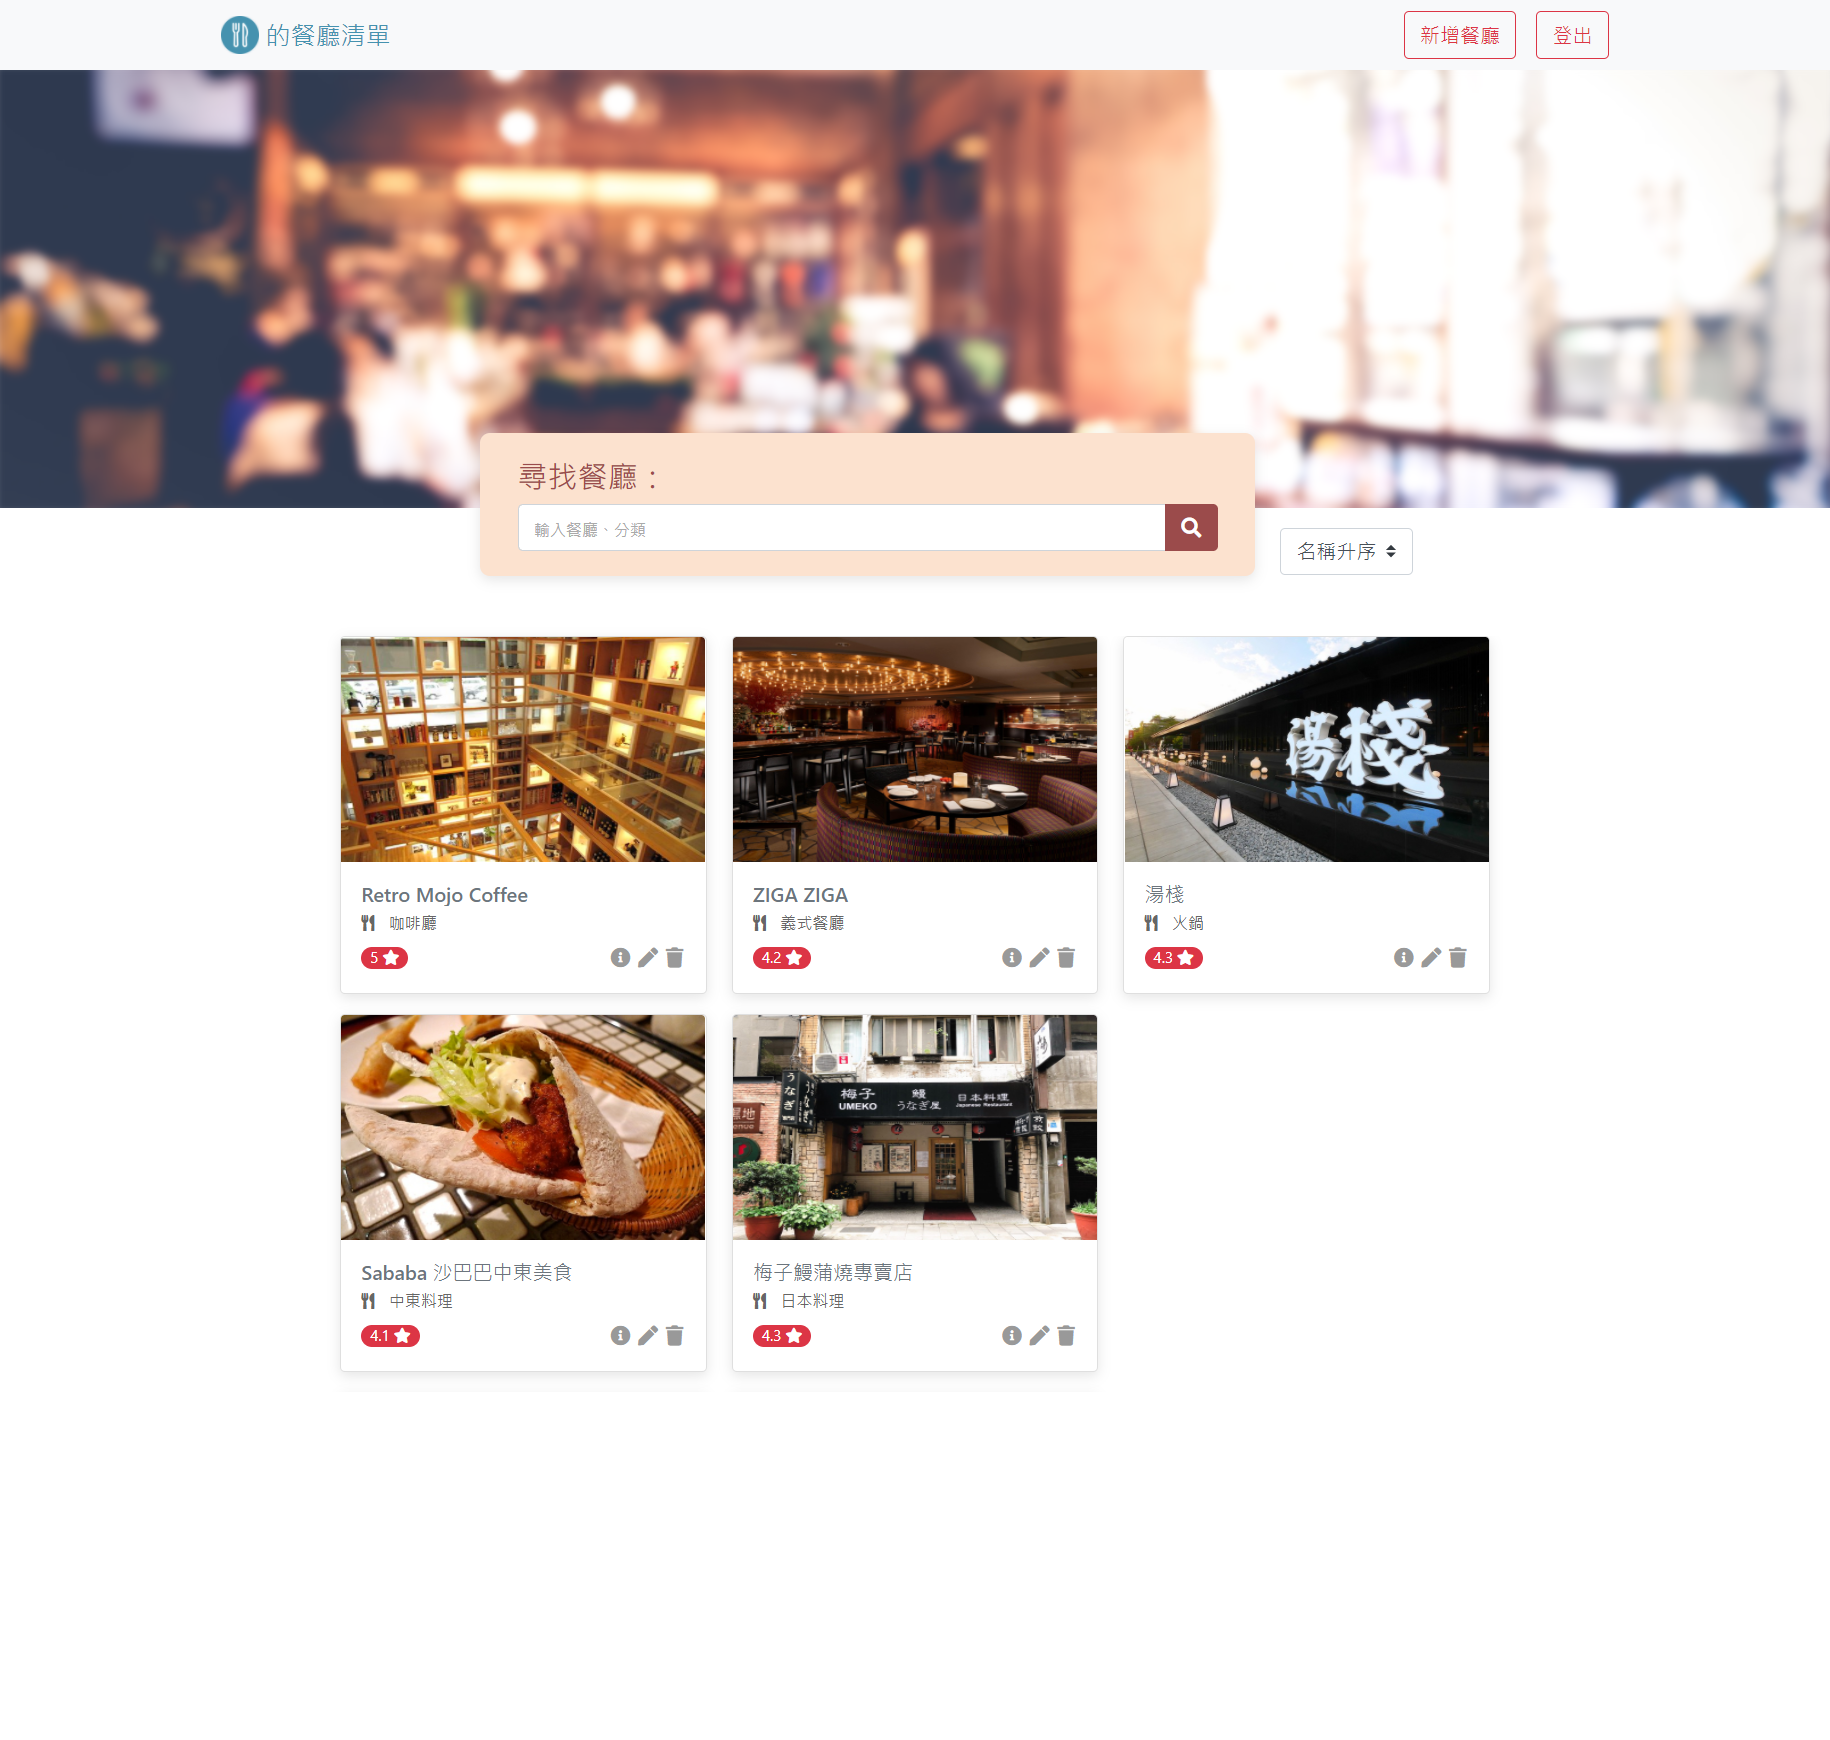 的餐廳清單
新增餐廳
登出
尋找餐廳：
輸入餐廳、分類
名稱升序
湯棧
Retro Mojo Coffee
咖啡廳
5
ZIGA ZIGA
義式餐廳
4.2
湯棧
火鍋
4.3
うなぎ
梅子 鰻 日本料理
UMEKO うなぎ屋 Japanese Restaurant
Sababa 沙巴巴中東美食
中東料理
4.1
梅子鰻蒲燒專賣店
日本料理
4.3